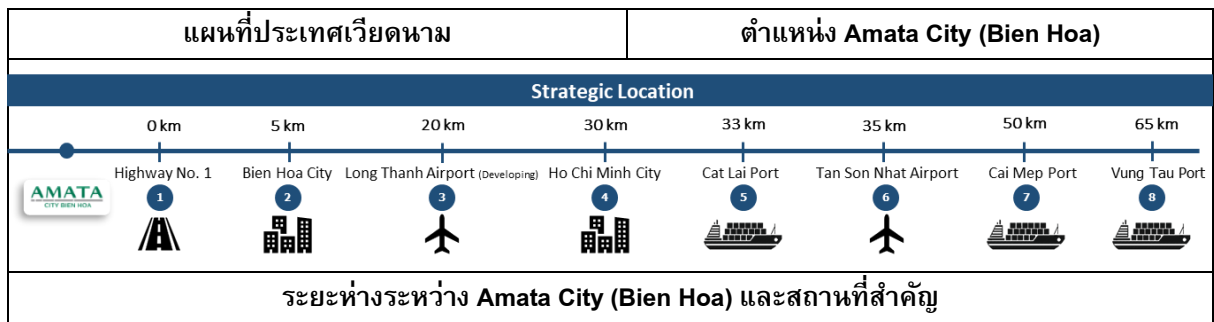 แผนที่ประเทศเวียดนาม ตำแหน่ง Amata City (Bien Hoa)
Strategic Location
0 km 5 km 20 km 30 km 33 km 35 km 50 km 65 km
Highway No. 1 Bien Hoa City Long Thanh Airport (Developing) Ho Chi Minh City Cat Lai Port Tan Son Nhat Airport Cai Mep Port Vung Tau Port
AMATA
CITY BIEN HOA
1 2 3 4 5 6 7 8
ระยะห่างระหว่าง Amata City (Bien Hoa) และสถานที่สำคัญ